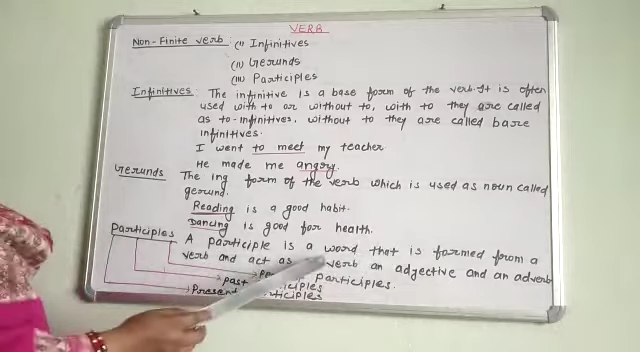 VERB
Non-Finite verb: (i) Infinitives
(ii) Gerunds
(iii) Participles
Infinitives: The infinitive is a base form of the verb. It is often
used with to or without to, with to they are called
as to-infinitives. without to they are called bare
infinitives.
I went to meet my teacher
He made me angry.
Gerunds The ing form of the verb which is used as noun called
gerund.
Reading is a good habit.
Dancing is good for health.
Participles A participle is a word that is formed from a
verb and act as verb an adjective and an adverb
participles.
past
Present